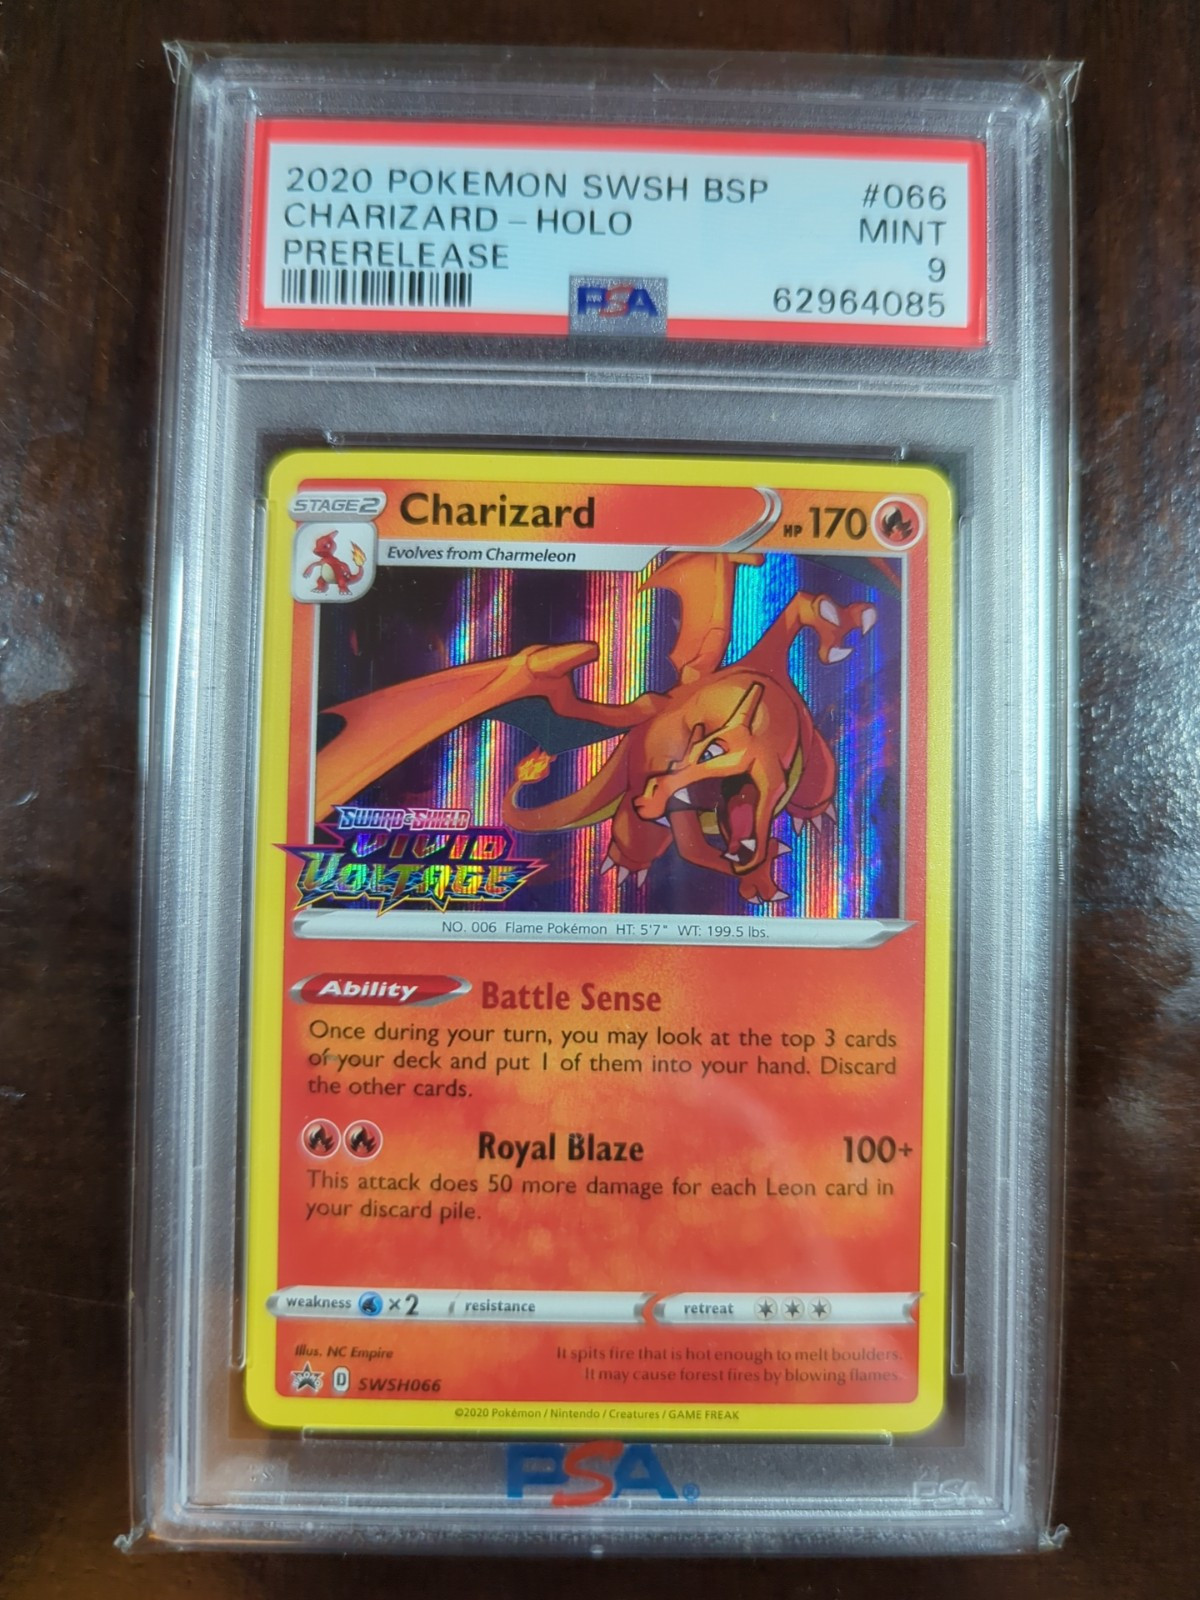 2020 POKEMON SWSH BSP #066
CHARIZARD - HOLO MINT
PRERELEASE 9
PSA 62964085
STAGE 2 Charizard HP 170
Evolves from Charmeleon
SWORD & SHIELD
VIVID
VOLTAGE
NO. 006 Flame Pokémon HT: 5'7" WT: 199.5 lbs.
Ability Battle Sense
Once during your turn, you may look at the top 3 cards
of your deck and put 1 of them into your hand. Discard
the other cards.
Royal Blaze 100+
This attack does 50 more damage for each Leon card in
your discard pile.
weakness ×2 resistance retreat
Illus. NC Empire It spits fire that is hot enough to melt boulders.
It may cause forest fires by blowing flames.
D SWSH066
©2020 Pokémon / Nintendo / Creatures / GAME FREAK
PSA®
PSA